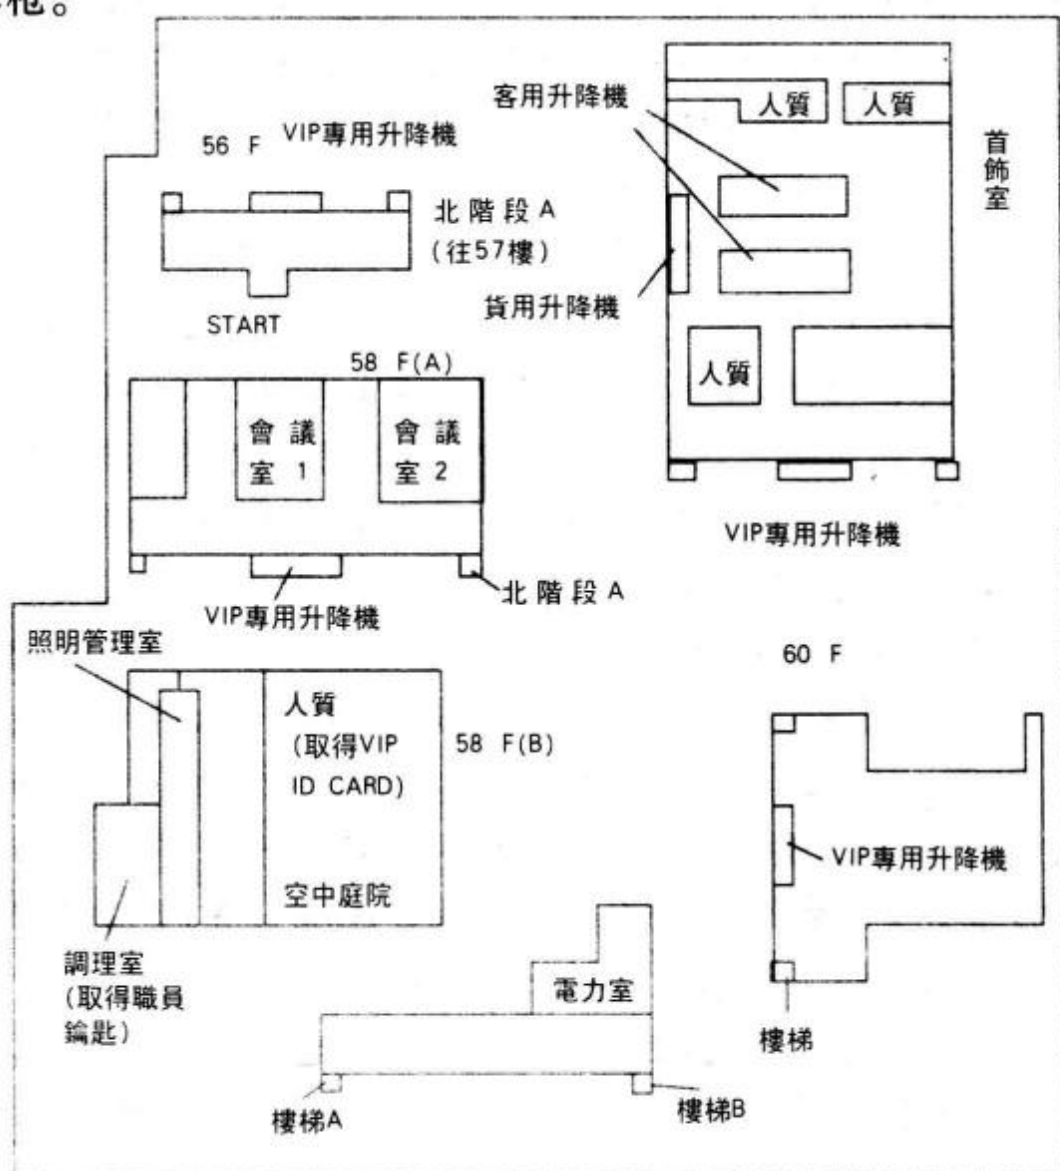 槍。
56 F VIP專用升降機
北階段A
(往57樓)
START
客用升降機
人質 人質
首飾室
貨用升降機
人質
VIP專用升降機
58 F(A)
會議
室 1
會議
室 2
VIP專用升降機
北階段A
照明管理室
人質
(取得VIP
ID CARD)
58 F(B)
空中庭院
調理室
(取得職員
鑰匙)
60 F
VIP專用升降機
樓梯
電力室
樓梯A
樓梯B